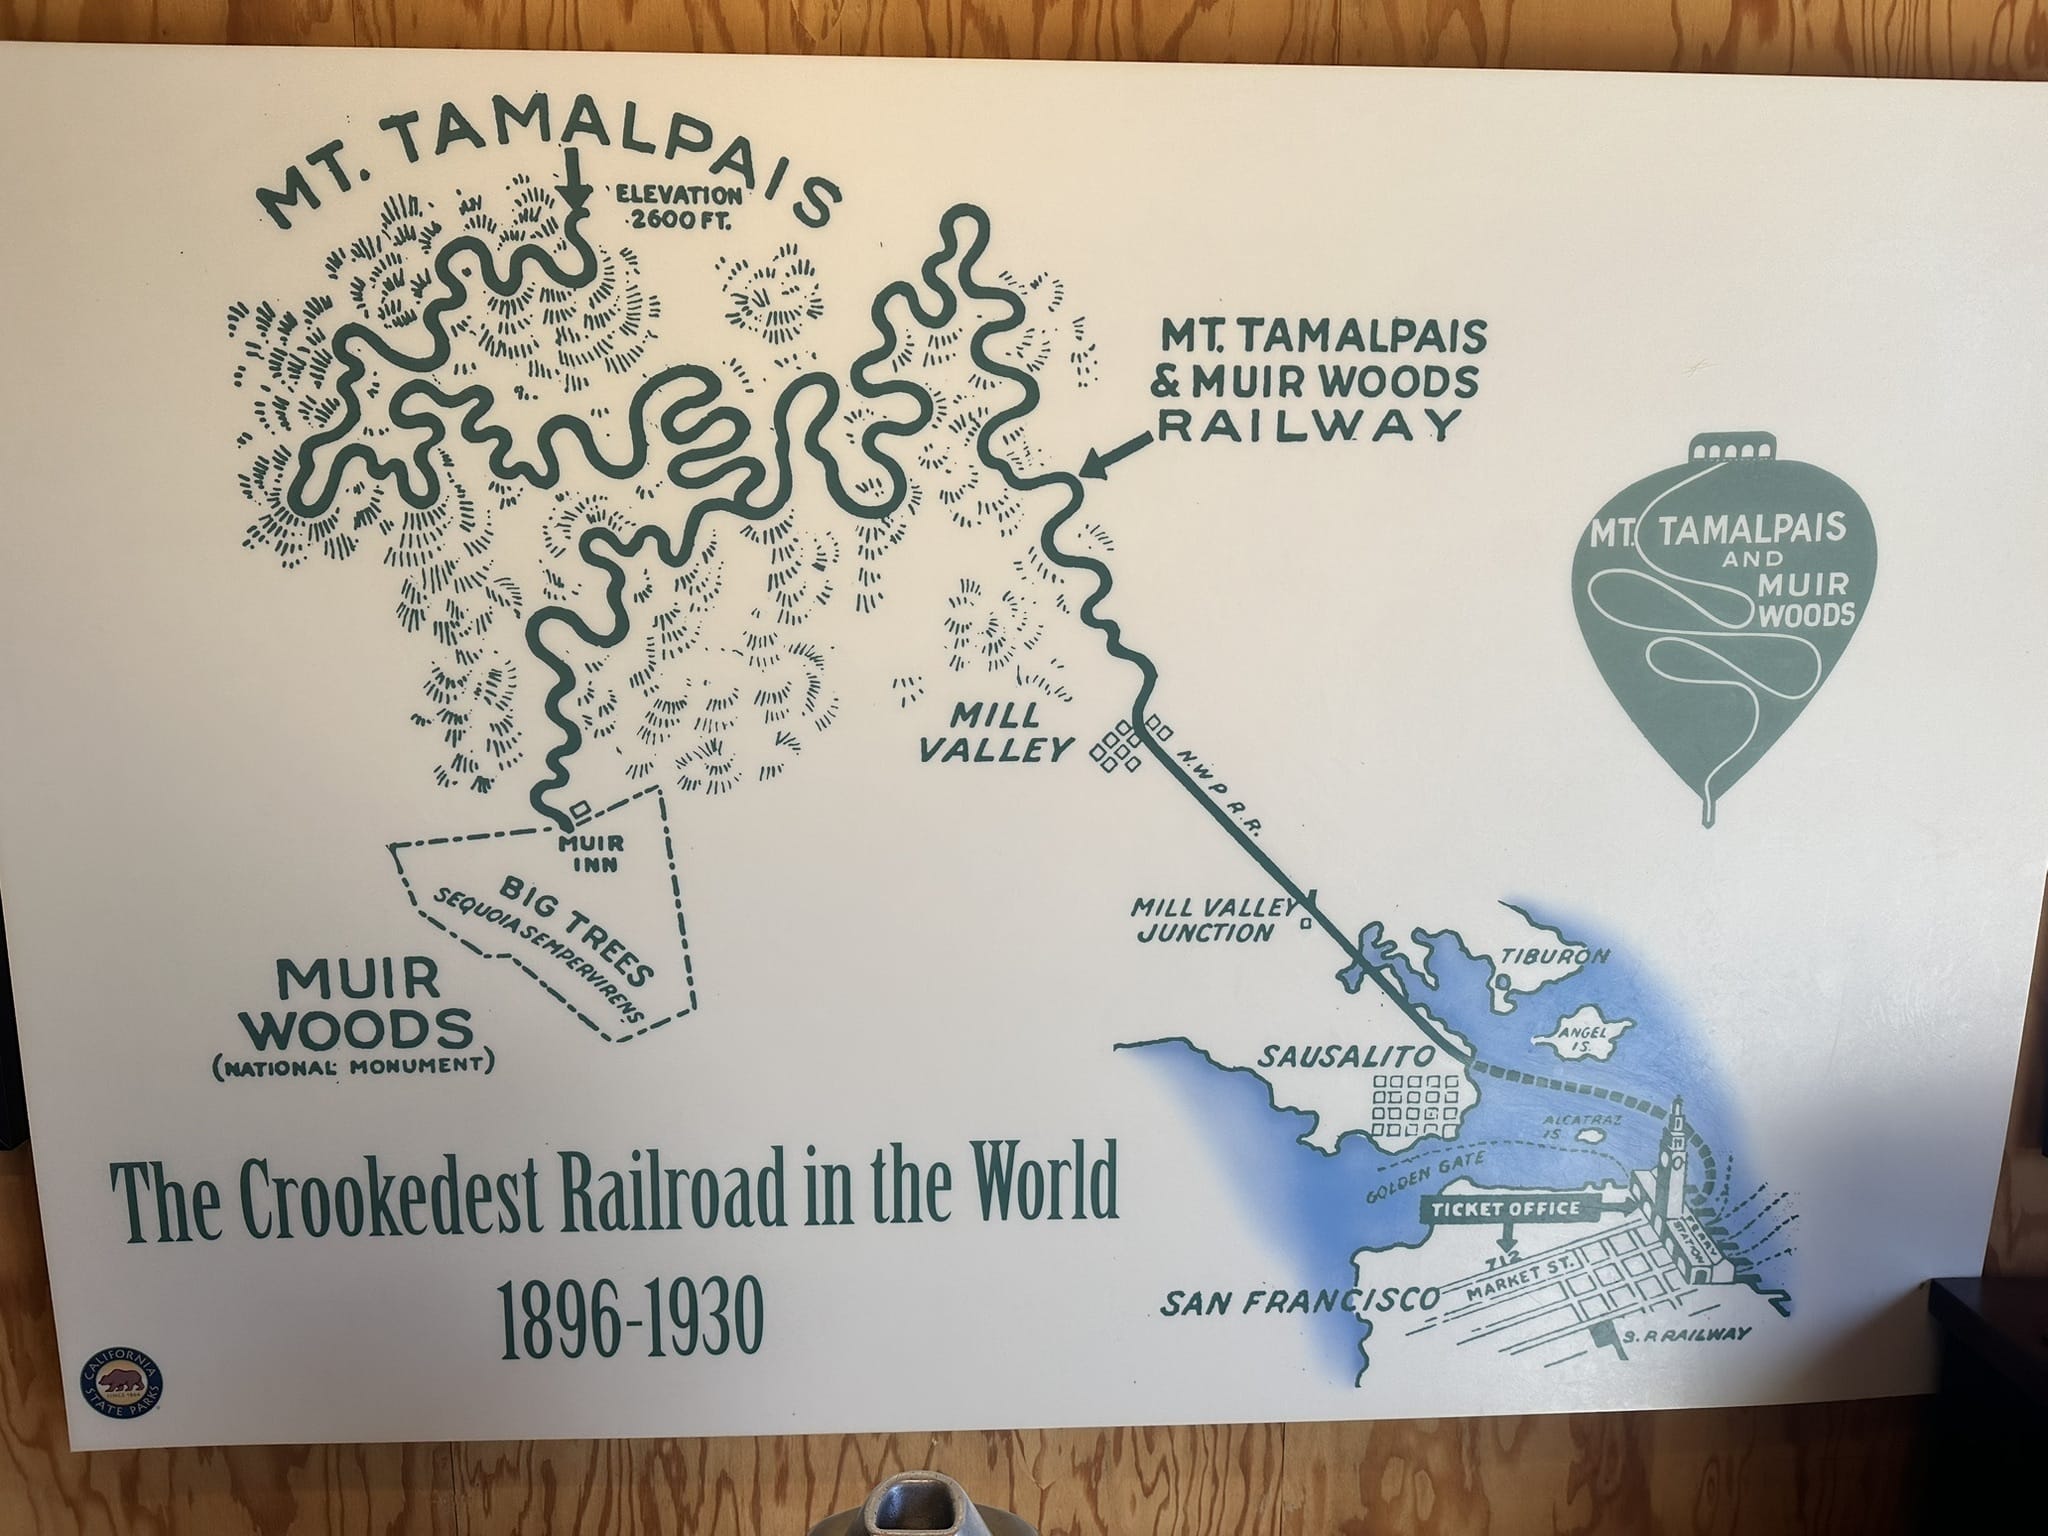 MT. TAMALPAIS
ELEVATION
2600 FT.
MT. TAMALPAIS
& MUIR WOODS
RAILWAY
MT. TAMALPAIS
AND
MUIR
WOODS
MILL
VALLEY
N.W.P.R.R.
MUIR
INN
BIG TREES
SEQUOIA SEMPERVIRENS
MUIR
WOODS
(NATIONAL MONUMENT)
MILL VALLEY
JUNCTION
TIBURON
ANGEL
IS.
SAUSALITO
ALCATRAZ
IS.
GOLDEN GATE
TICKET OFFICE
FERRY
STATION
712
MARKET ST.
SAN FRANCISCO
S. P. RAILWAY
The Crookedest Railroad in the World
1896-1930
CALIFORNIA
SINCE 1864
STATE PARKS